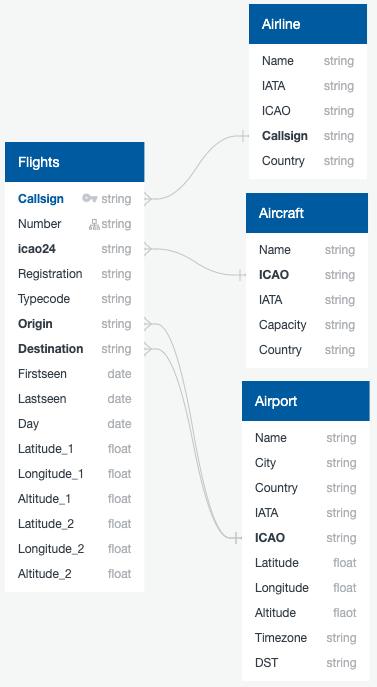 Airline
Name string
IATA string
ICAO string
Callsign string
Country string
Flights
Callsign string
Number string
icao24 string
Registration string
Typecode string
Origin string
Destination string
Firstseen date
Lastseen date
Day date
Latitude_1 float
Longitude_1 float
Altitude_1 float
Latitude_2 float
Longitude_2 float
Altitude_2 float
Aircraft
Name string
ICAO string
IATA string
Capacity string
Country string
Airport
Name string
City string
Country string
IATA string
ICAO string
Latitude float
Longitude float
Altitude flaot
Timezone string
DST string